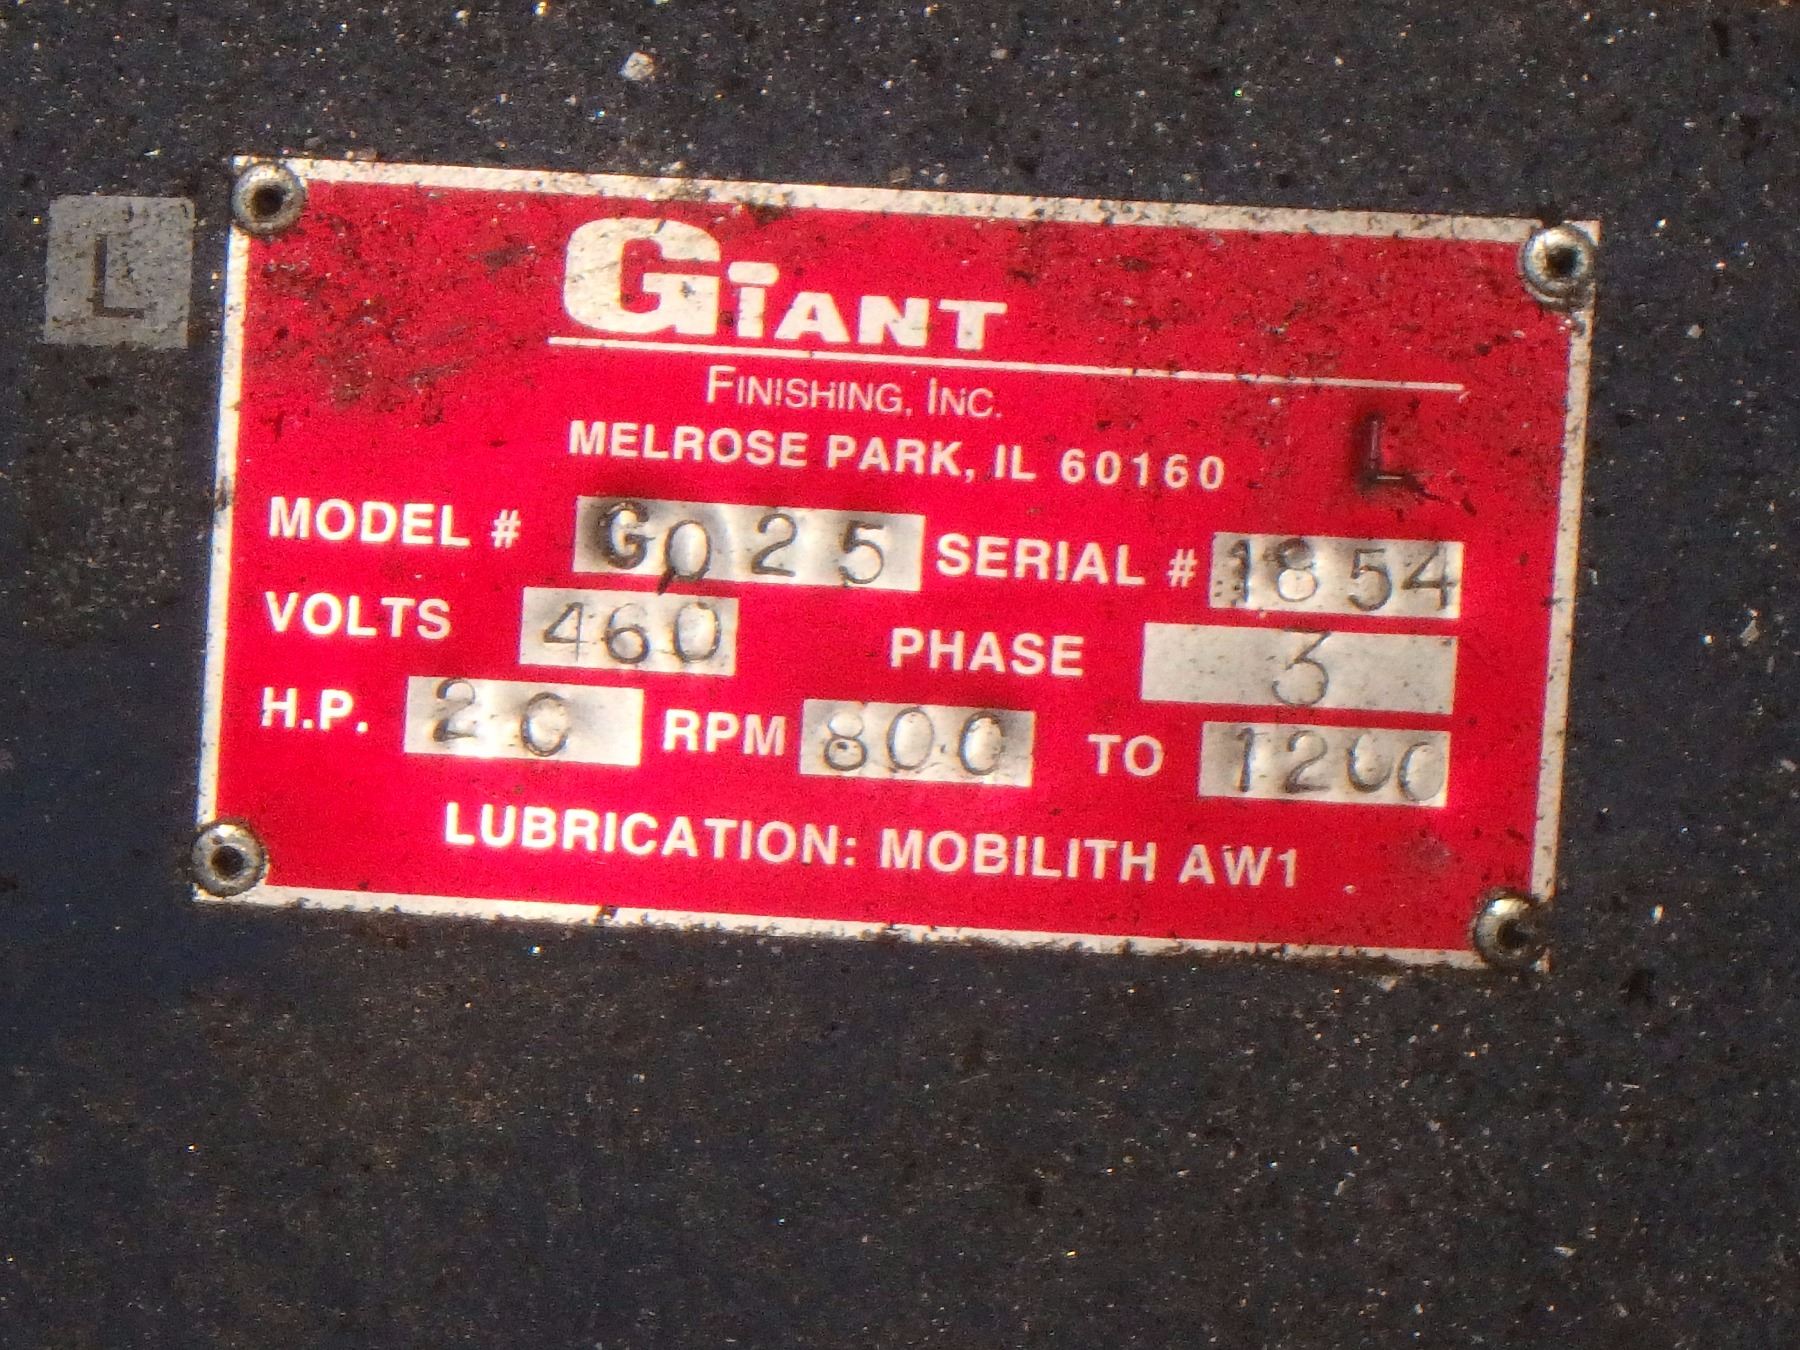 L
GIANT
FINISHING, INC.
MELROSE PARK, IL 60160
L
MODEL # GO25 SERIAL # 1854
VOLTS 460 PHASE 3
H.P. 20 RPM 800 TO 1200
LUBRICATION: MOBILITH AW1